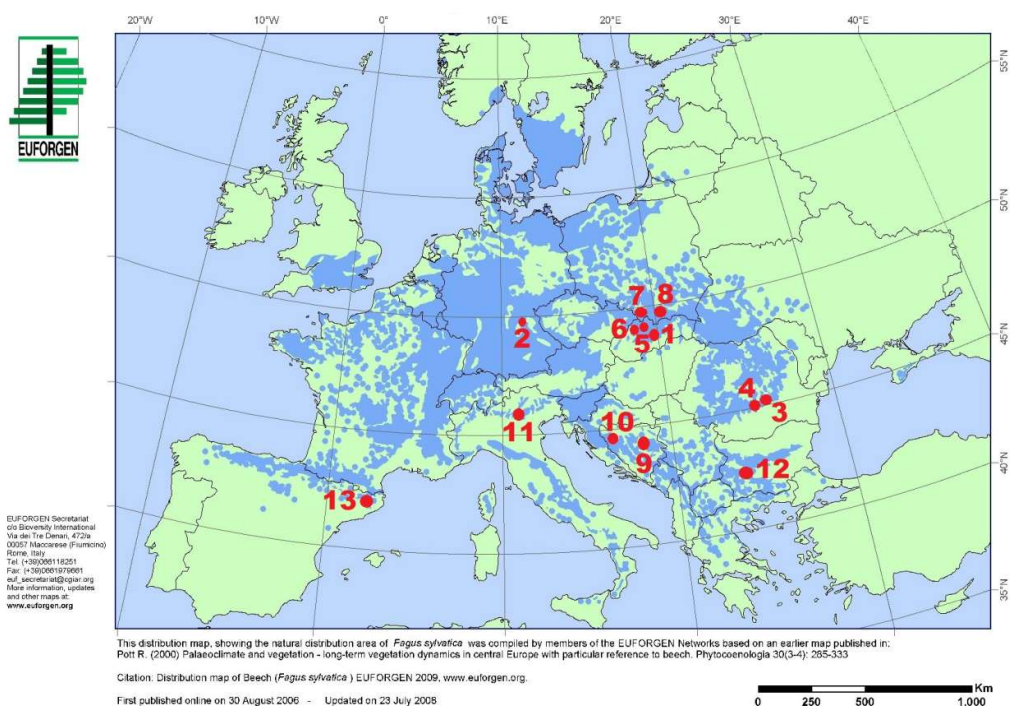 20°W 10°W 0° 10°E 20°E 30°E 40°E
55°N
50°N
45°N
40°N
35°N
EUFORGEN
7 8
6 5 1
2
4
3
10
11
9
12
13
EUFORGEN Secretariat
c/o Bioversity International
Via dei Tre Denari, 472/a
00057 Maccarese (Fiumicino)
Rome, Italy
Tel. (+39)066118251
Fax: (+39)0661979661
euf_secretariat@cgiar.org
More information, updates
and other maps at:
www.euforgen.org
This distribution map, showing the natural distribution area of Fagus sylvatica was compiled by members of the EUFORGEN Networks based on an earlier map published in:
Pott R. (2000) Palaeoclimate and vegetation - long-term vegetation dynamics in central Europe with particular reference to beech. Phytocoenologia 30(3-4): 285-333
Citation: Distribution map of Beech (Fagus sylvatica ) EUFORGEN 2009, www.euforgen.org.
First published online on 30 August 2006 - Updated on 23 July 2008
Km
0 250 500 1.000